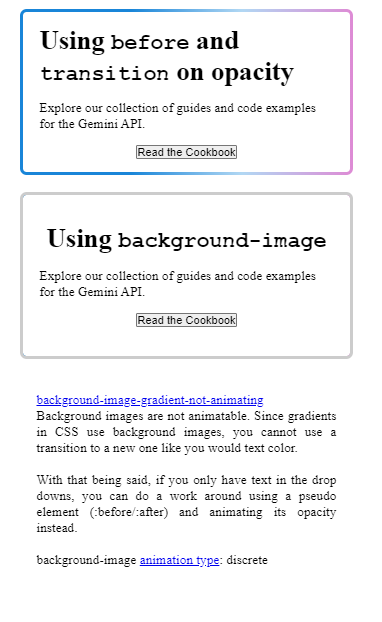 Using before and
transition on opacity
Explore our collection of guides and code examples
for the Gemini API.
Read the Cookbook
Using background-image
Explore our collection of guides and code examples
for the Gemini API.
Read the Cookbook
background-image-gradient-not-animating
Background images are not animatable. Since gradients
in CSS use background images, you cannot use a
transition to a new one like you would text color.
With that being said, if you only have text in the drop
downs, you can do a work around using a pseudo
element (:before/:after) and animating its opacity
instead.
background-image animation type: discrete